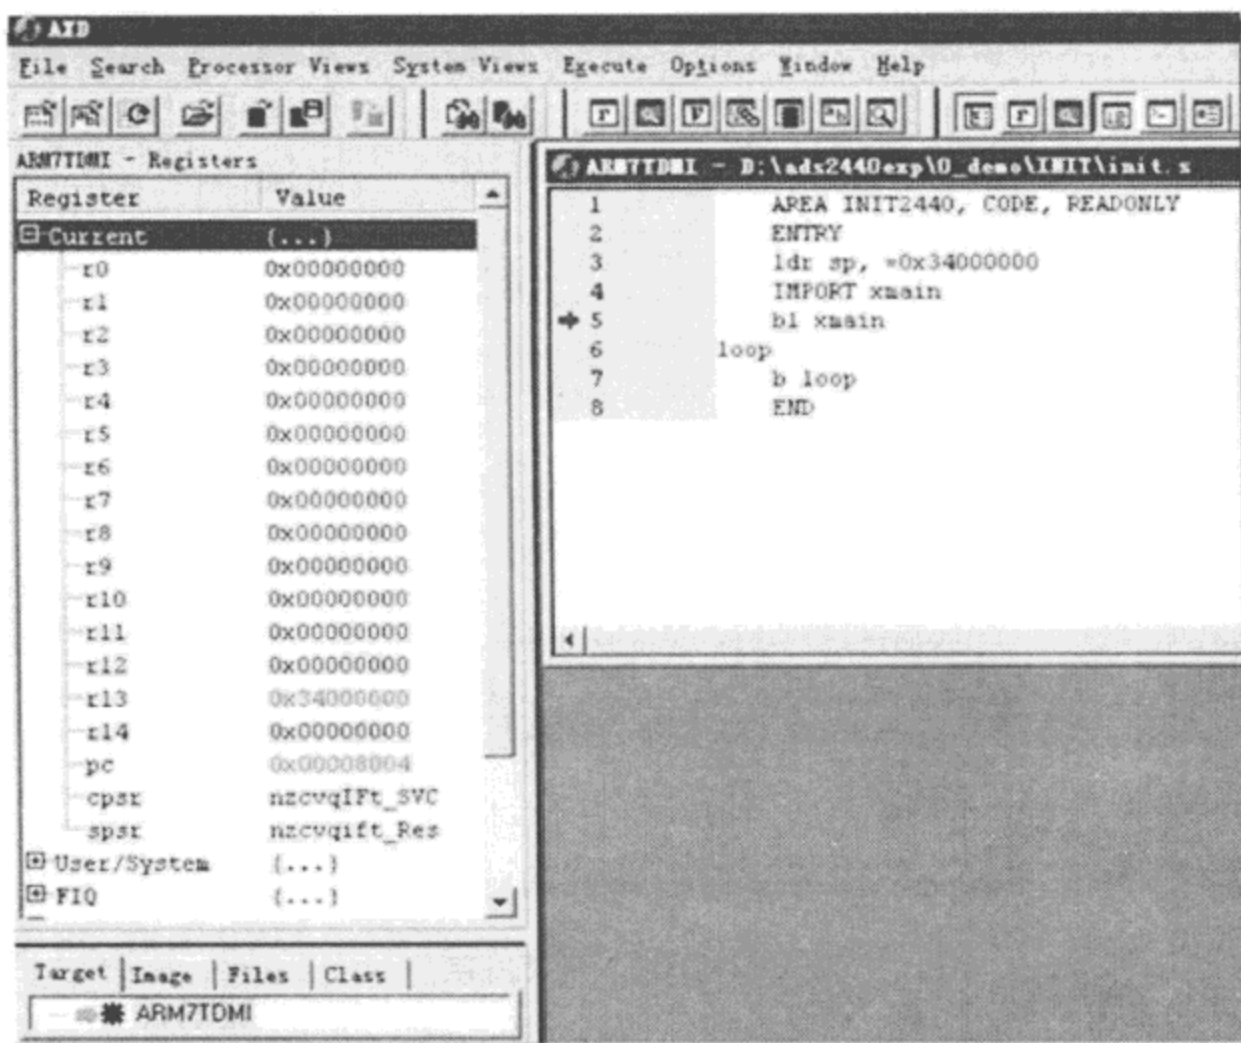 AXD
File Search Processor Views System Views Execute Options Window Help
ARM7TDMI - Registers
Register Value
Current {...}
r0 0x00000000
r1 0x00000000
r2 0x00000000
r3 0x00000000
r4 0x00000000
r5 0x00000000
r6 0x00000000
r7 0x00000000
r8 0x00000000
r9 0x00000000
r10 0x00000000
r11 0x00000000
r12 0x00000000
r13 0x34000000
r14 0x00000000
pc 0x00008004
cpsr nzcvqIFt_SVC
spsr nzcvqift_Res
User/System {...}
FIQ {...}
Target Image Files Class
ARM7TDMI
ARM7TDMI - D:\ads2440exp\0_demo\INIT\init.s
1 AREA INIT2440, CODE, READONLY
2 ENTRY
3 ldr sp, =0x34000000
4 IMPORT xmain
5 bl xmain
6 loop
7 b loop
8 END